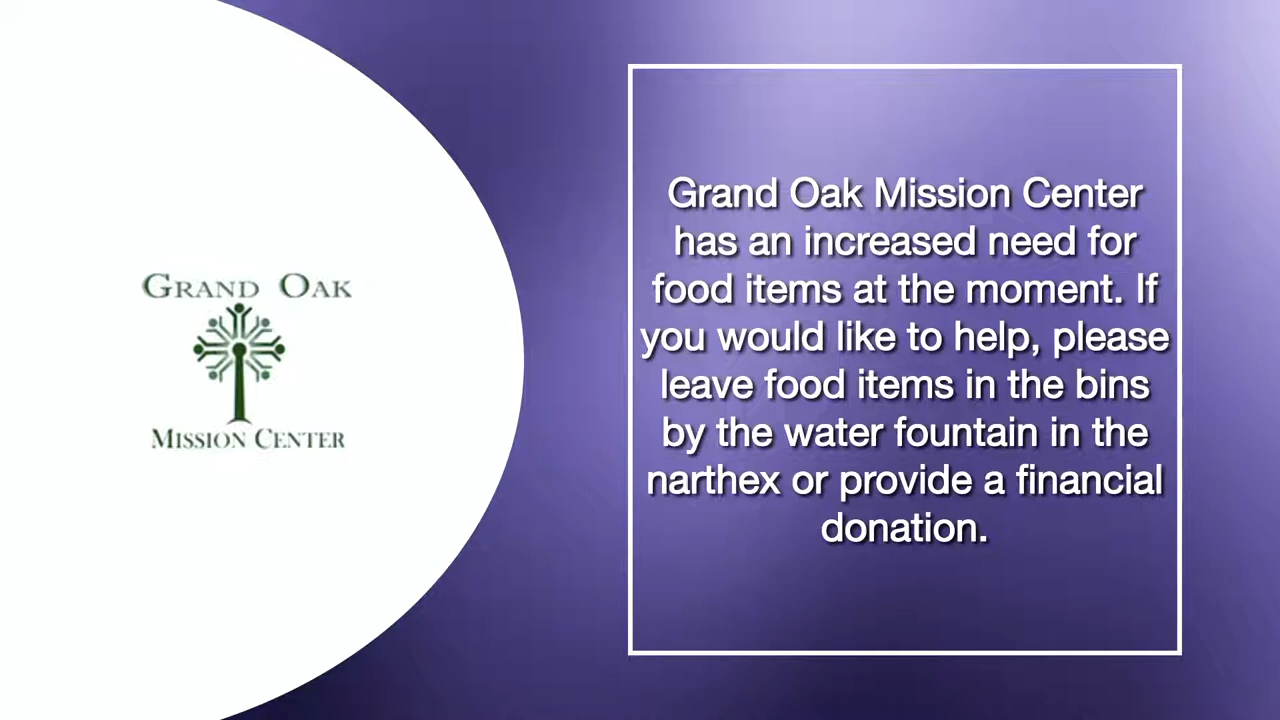 GRAND OAK
MISSION CENTER
Grand Oak Mission Center
has an increased need for
food items at the moment. If
you would like to help, please
leave food items in the bins
by the water fountain in the
narthex or provide a financial
donation.